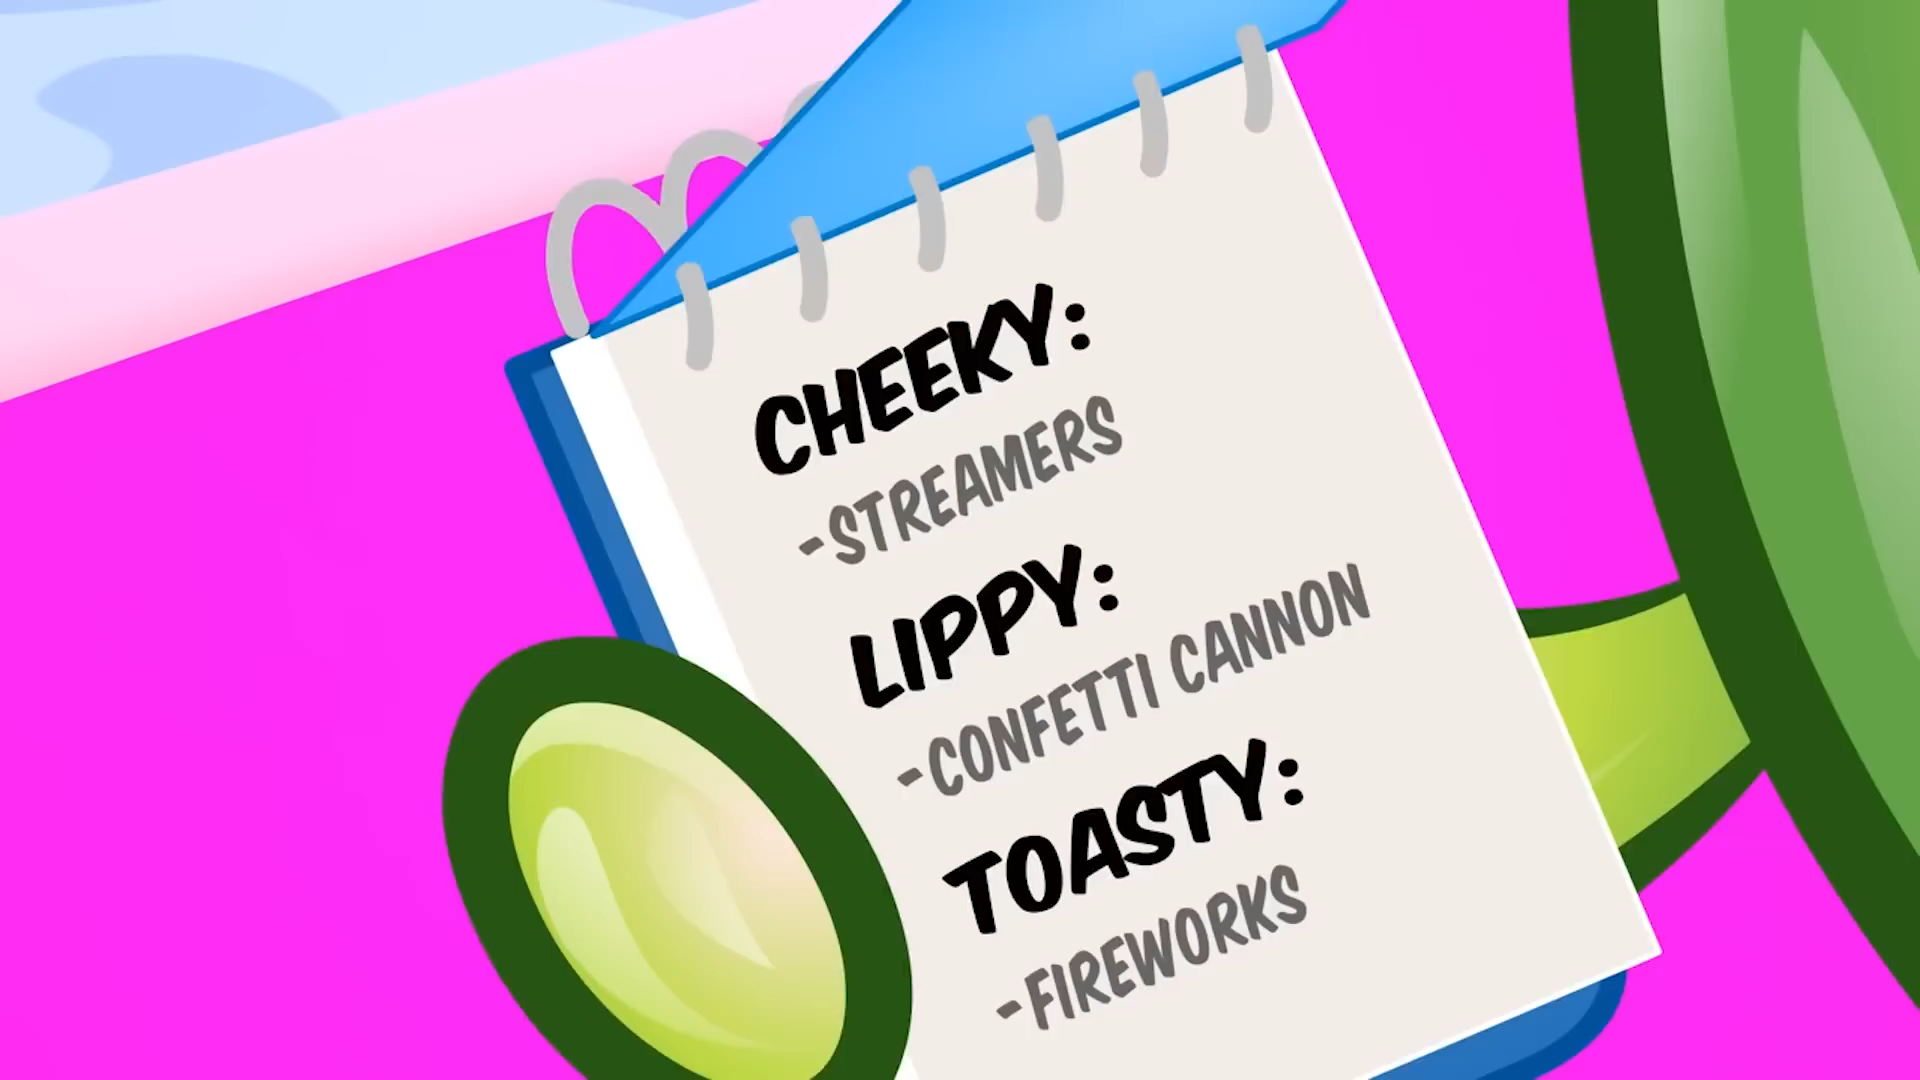 CHEEKY:
-STREAMERS
LIPPY:
-CONFETTI CANNON
TOASTY:
-FIREWORKS